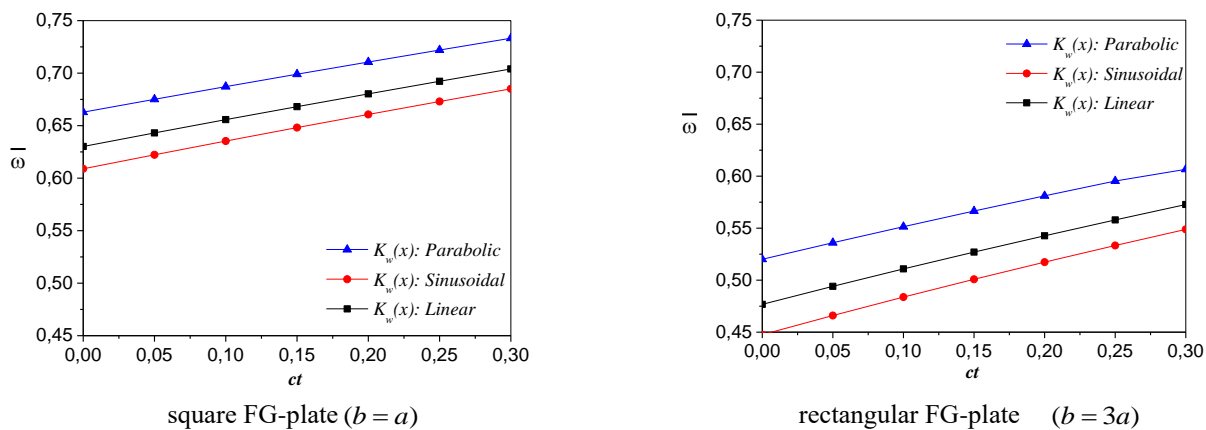 0,75
0,70
0,65
0,60
0,55
0,50
0,45
ω̄
K_w(x): Parabolic
K_w(x): Sinusoidal
K_w(x): Linear
0,00 0,05 0,10 0,15 0,20 0,25 0,30
ct
square FG-plate (b = a)
0,75
0,70
0,65
0,60
0,55
0,50
0,45
ω̄
K_w(x): Parabolic
K_w(x): Sinusoidal
K_w(x): Linear
0,00 0,05 0,10 0,15 0,20 0,25 0,30
ct
rectangular FG-plate (b = 3a)